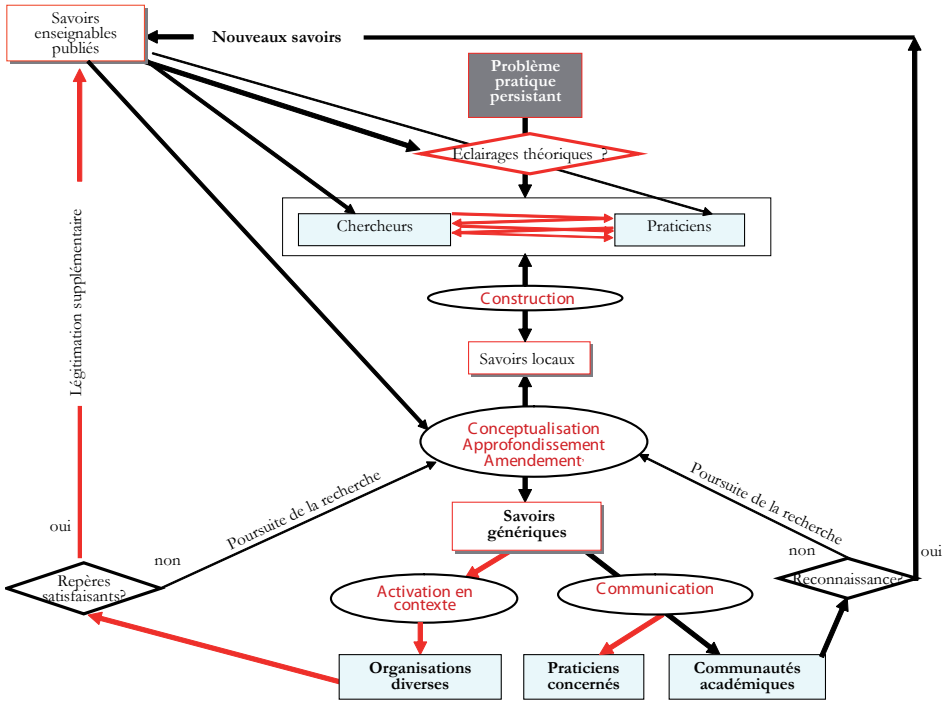 Savoirs
enseignables
publiés
Nouveaux savoirs
Problème
pratique
persistant
Eclairages théoriques ?
Chercheurs
Praticiens
Construction
Légitimation supplémentaire
Savoirs locaux
Conceptualisation
Approfondissement
Amendement
Poursuite de la recherche
Poursuite de la recherche
Savoirs
génériques
oui
non
non
oui
Repères
satisfaisants?
Activation en
contexte
Communication
Reconnaissance?
Organisations
diverses
Praticiens
concernés
Communautés
académiques